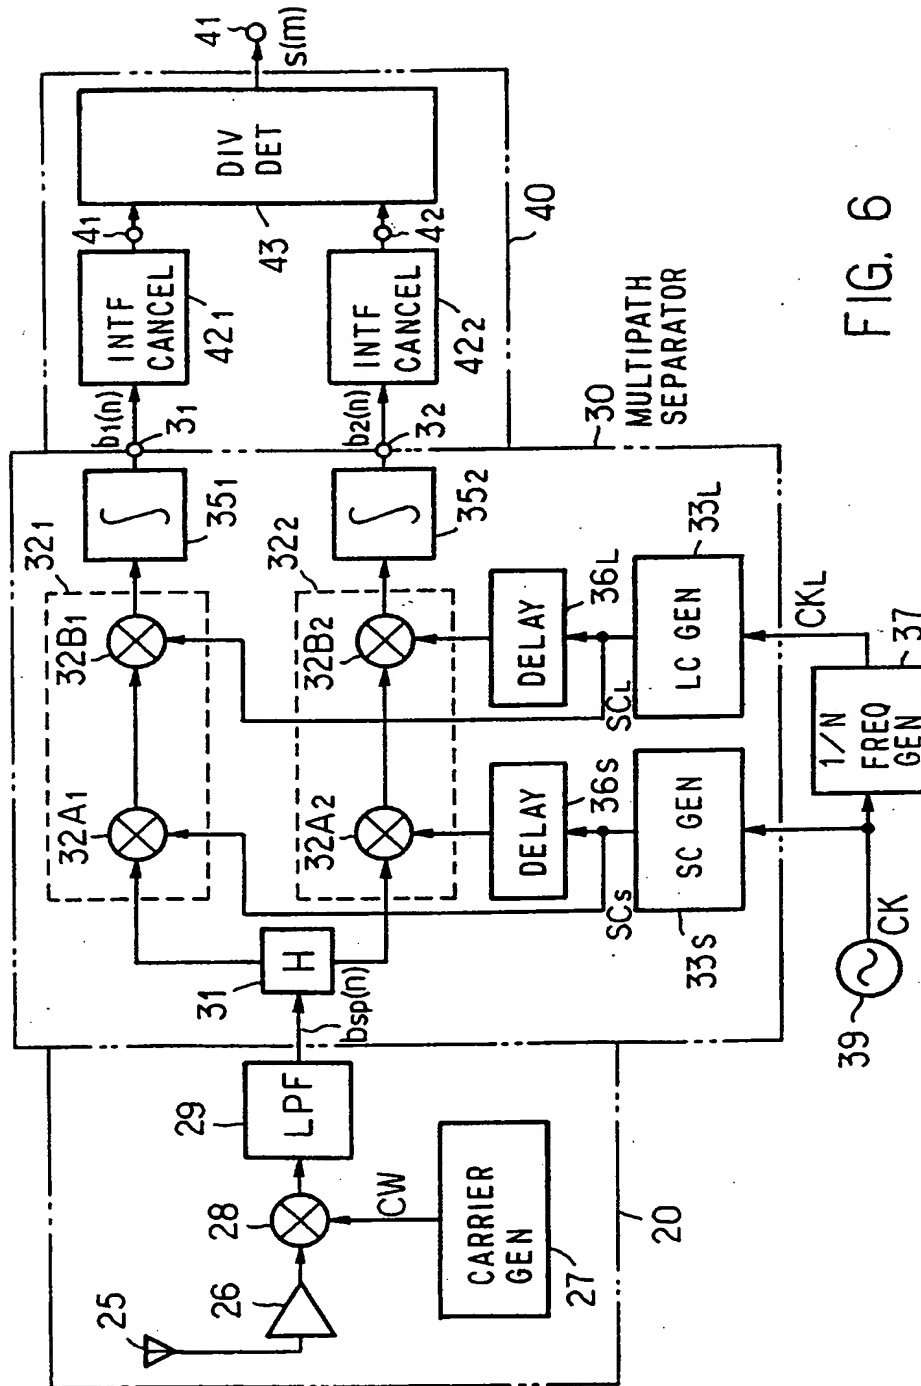 25
26
28
29
LPF
CW
CARRIER
GEN
27
20
bsp(n)
31
H
32A1
32B1
321
351
∫
b1(n)
31
INTF
CANCEL
421
41
DIV
DET
43
41
s(m)
32A2
32B2
322
352
∫
b2(n)
32
INTF
CANCEL
422
42
40
DELAY
36S
DELAY
36L
SCS
SCL
SC GEN
33S
LC GEN
33L
30
MULTIPATH
SEPARATOR
CK
39
1/N
FREQ
GEN
37
CKL
FIG. 6